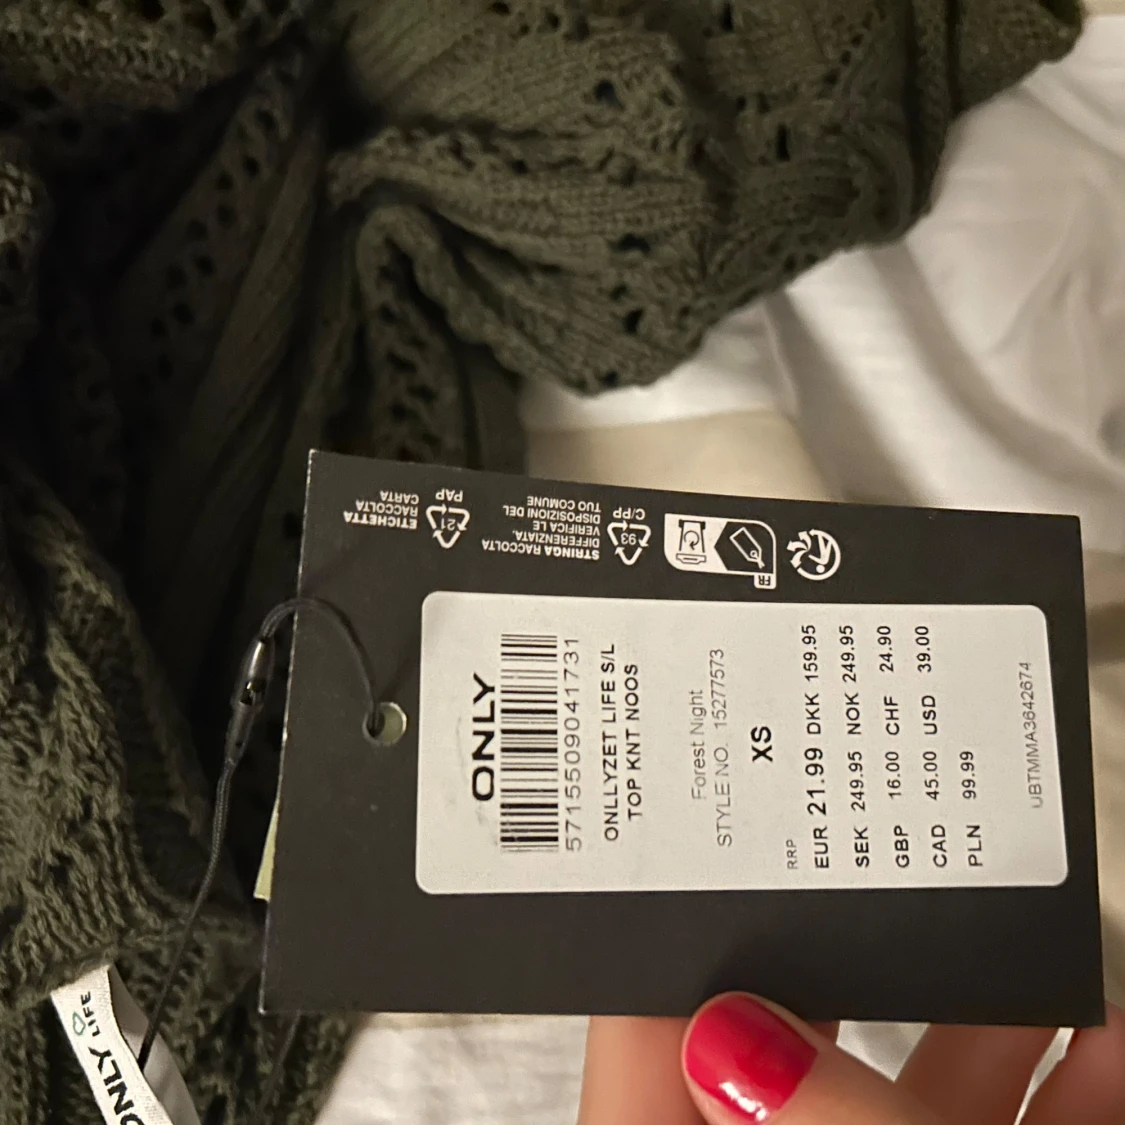 ONLY
5715509041731
ONLLYZET LIFE S/L
TOP KNT NOOS
Forest Night
STYLE NO. 15277573
XS
RRP
EUR 21.99 DKK 159.95
SEK 249.95 NOK 249.95
GBP 16.00 CHF 24.90
CAD 45.00 USD 39.00
PLN 99.99
UBTMMA3642674
ETICHETTA
RACCOLTA
CARTA
21
PAP
STRINGA RACCOLTA
DIFFERENZIATA.
VERIFICA LE
DISPOSIZIONI DEL
TUO COMUNE
93
C/PP
FR
ONLY LIFE